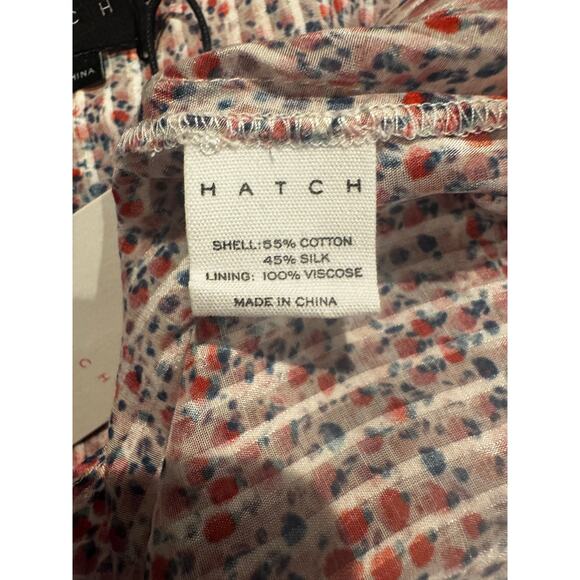 C H
HATCH
SHELL: 55% COTTON
45% SILK
LINING: 100% VISCOSE
MADE IN CHINA
C H